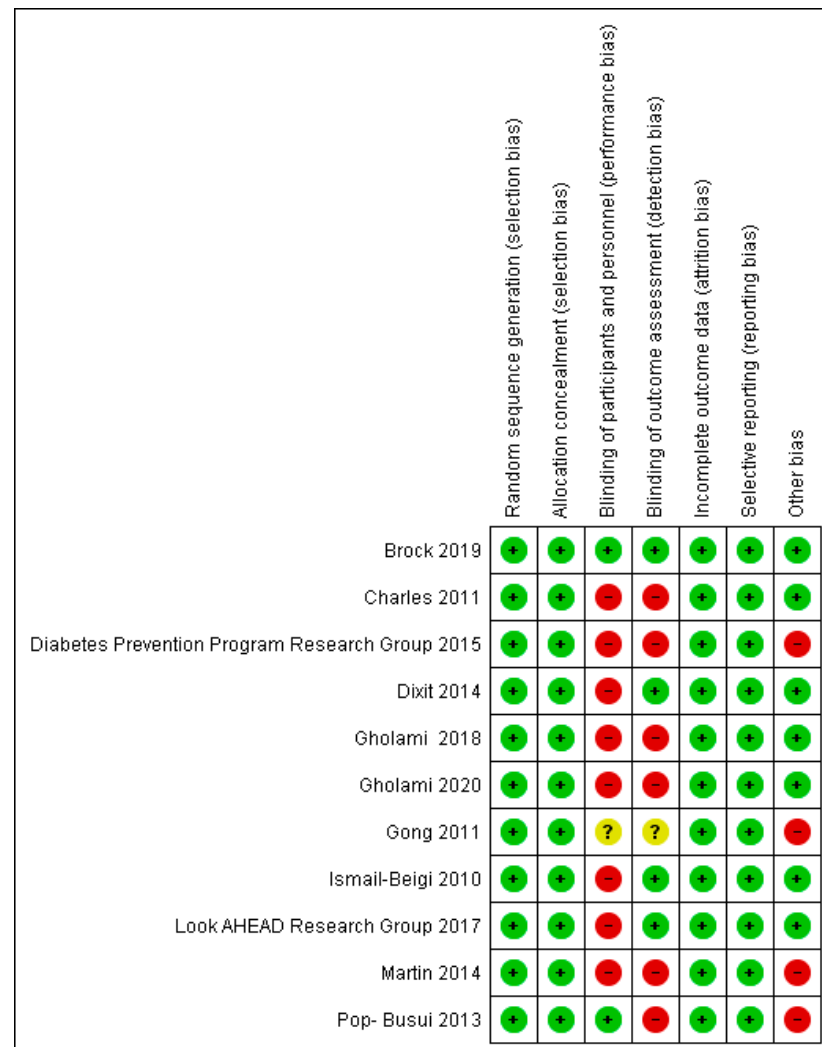 Random sequence generation (selection bias)
Allocation concealment (selection bias)
Blinding of participants and personnel (performance bias)
Blinding of outcome assessment (detection bias)
Incomplete outcome data (attrition bias)
Selective reporting (reporting bias)
Other bias
Brock 2019 + + + + + + +
Charles 2011 + + - - + + +
Diabetes Prevention Program Research Group 2015 + + - - + + -
Dixit 2014 + + - + + + +
Gholami  2018 + + - - + + +
Gholami 2020 + + - - + + +
Gong 2011 + + ? ? + + -
Ismail-Beigi 2010 + + - + + + +
Look AHEAD Research Group 2017 + + - + + + +
Martin 2014 + + - - + + -
Pop- Busui 2013 + + + - + + -